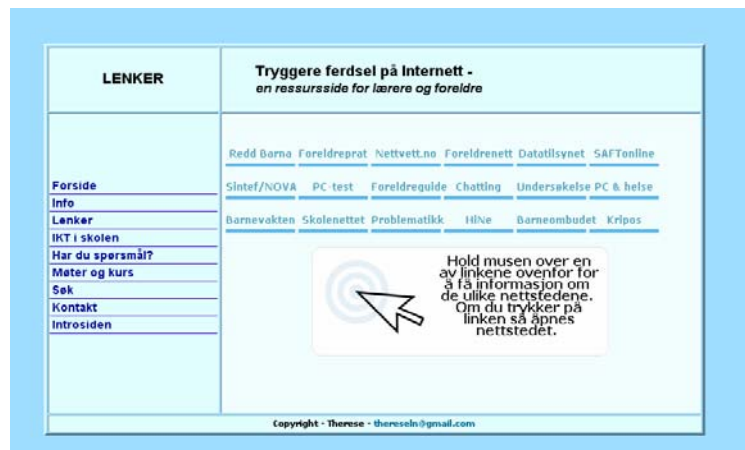 LENKER
Tryggere ferdsel på Internett -
en ressursside for lærere og foreldre
Redd Barna Foreldreprat Nettvett.no Foreldrenett Datatilsynet SAFTonline
Sintef/NOVA PC-test Foreldreguide Chatting Undersøkelse PC & helse
Barnevakten Skolenettet Problematikk HiNe Barneombudet Kripos
Forside
Info
Lenker
IKT i skolen
Har du spørsmål?
Møter og kurs
Søk
Kontakt
Introsiden
Hold musen over en
av linkene ovenfor for
å få informasjon om
de ulike nettstedene.
Om du trykker på
linken så åpnes
nettstedet.
Copyright - Therese - thereseln@gmail.com